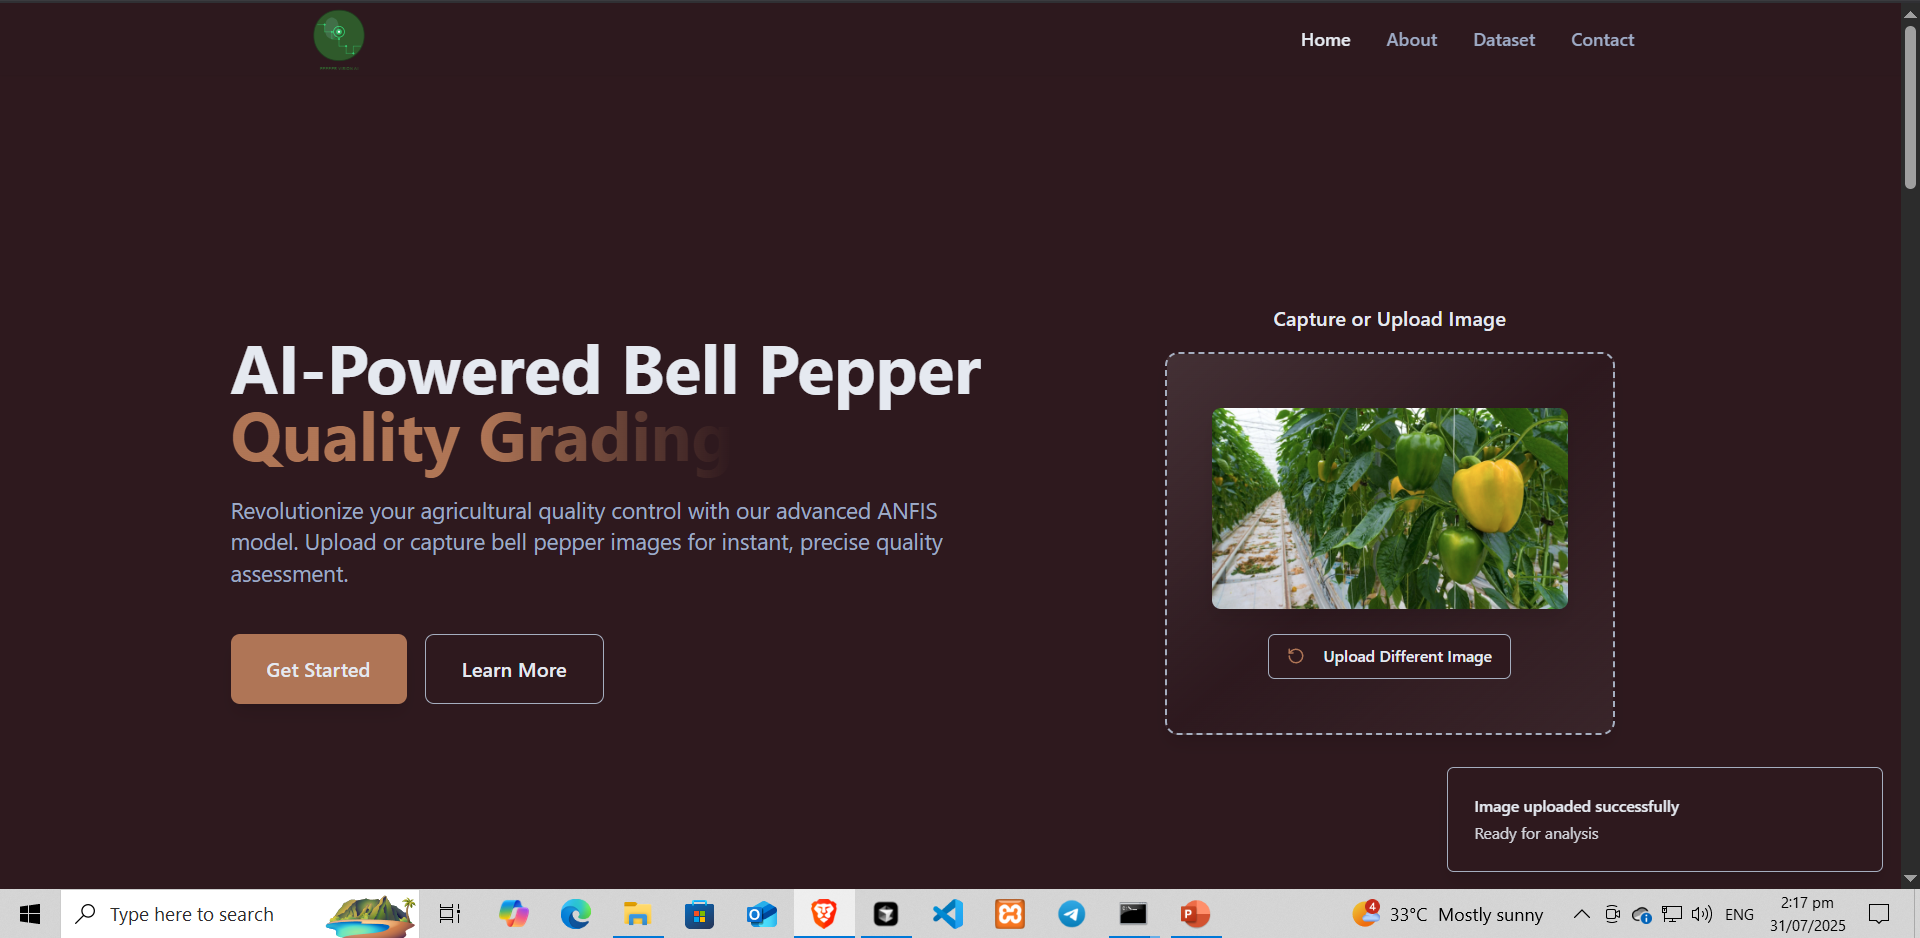 Home About Dataset Contact
Capture or Upload Image
AI-Powered Bell Pepper
Quality Grading
Revolutionize your agricultural quality control with our advanced ANFIS
model. Upload or capture bell pepper images for instant, precise quality
assessment.
Get Started Learn More
Upload Different Image
Image uploaded successfully
Ready for analysis
Type here to search
4
33°C Mostly sunny
ENG
2:17 pm
31/07/2025